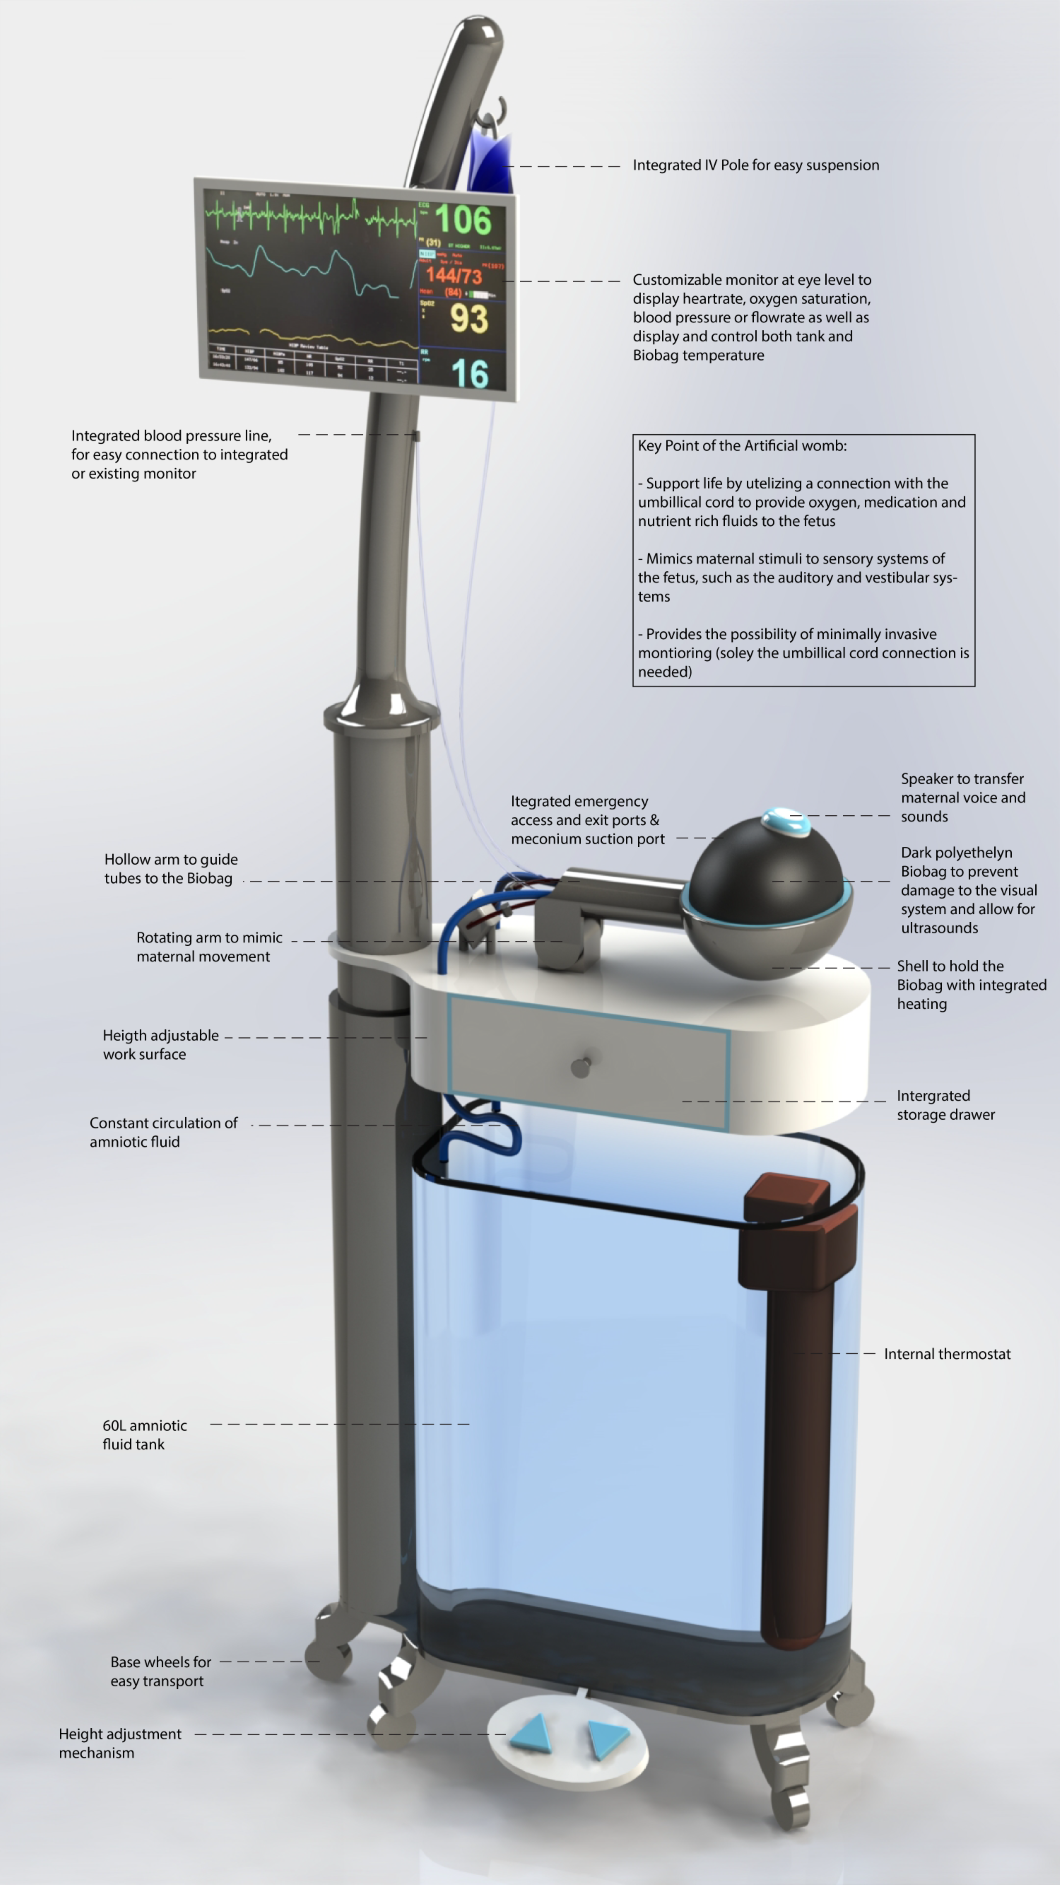 Integrated IV Pole for easy suspension
106
(31)
144/73
(84)
93
16
Customizable monitor at eye level to
display heartrate, oxygen saturation,
blood pressure or flowrate as well as
display and control both tank and
Biobag temperature
Integrated blood pressure line,
for easy connection to integrated
or existing monitor
Key Point of the Artificial womb:
- Support life by utelizing a connection with the
umbillical cord to provide oxygen, medication and
nutrient rich fluids to the fetus
- Mimics maternal stimuli to sensory systems of
the fetus, such as the auditory and vestibular sys-
tems
- Provides the possibility of minimally invasive
montioring (soley the umbillical cord connection is
needed)
Speaker to transfer
maternal voice and
sounds
Itegrated emergency
access and exit ports &
meconium suction port
Dark polyethelyn
Biobag to prevent
damage to the visual
system and allow for
ultrasounds
Hollow arm to guide
tubes to the Biobag
Rotating arm to mimic
maternal movement
Shell to hold the
Biobag with integrated
heating
Heigth adjustable
work surface
Intergrated
storage drawer
Constant circulation of
amniotic fluid
Internal thermostat
60L amniotic
fluid tank
Base wheels for
easy transport
Height adjustment
mechanism